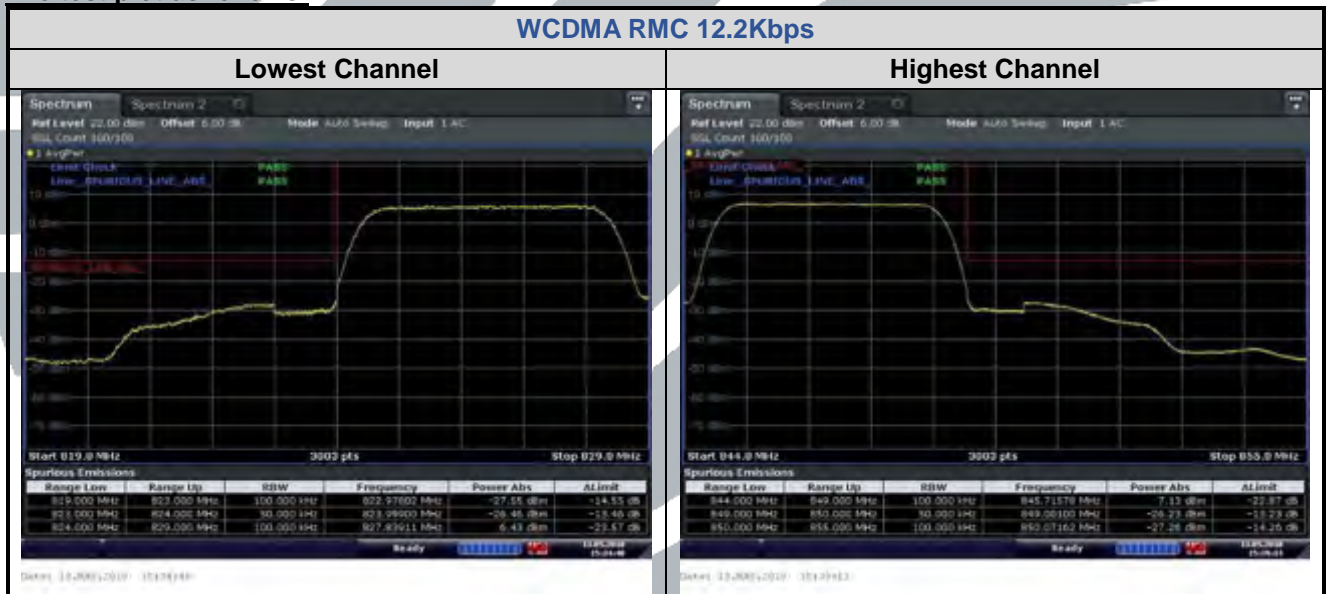 WCDMA RMC 12.2Kbps
Lowest Channel
Highest Channel
Spectrum
Spectrum 2
Ref Level 22.00 dBm Offset 6.00 dB Mode Auto Sweep Input 1 AC
SGL Count 100/100
1 AvgPwr
Limit Check PASS
Line _SPURIOUS_LINE_ABS_ PASS
Start 819.0 MHz 3003 pts Stop 829.0 MHz
Spurious Emissions
Range Low Range Up RBW Frequency Power Abs ΔLimit
819.000 MHz 823.000 MHz 100.000 kHz 822.97802 MHz -27.55 dBm -14.55 dB
823.000 MHz 824.000 MHz 50.000 kHz 823.99900 MHz -26.46 dBm -13.46 dB
824.000 MHz 829.000 MHz 100.000 kHz 827.83911 MHz 6.43 dBm -23.57 dB
Ready
Spectrum
Spectrum 2
Ref Level 22.00 dBm Offset 6.00 dB Mode Auto Sweep Input 1 AC
SGL Count 100/100
1 AvgPwr
Limit Check PASS
Line _SPURIOUS_LINE_ABS_ PASS
Start 844.0 MHz 3003 pts Stop 855.0 MHz
Spurious Emissions
Range Low Range Up RBW Frequency Power Abs ΔLimit
844.000 MHz 849.000 MHz 100.000 kHz 845.71578 MHz 7.13 dBm -22.87 dB
849.000 MHz 850.000 MHz 50.000 kHz 849.00100 MHz -26.23 dBm -13.23 dB
850.000 MHz 855.000 MHz 100.000 kHz 850.07162 MHz -27.26 dBm -14.26 dB
Ready